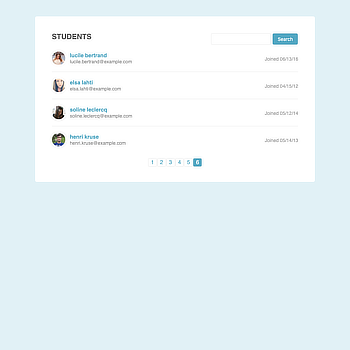 STUDENTS
Search
lucile bertrand
lucile.bertrand@example.com
Joined 06/13/16
elsa lahti
elsa.lahti@example.com
Joined 04/13/12
soline leclercq
soline.leclercq@example.com
Joined 05/12/14
henri kruse
henri.kruse@example.com
Joined 05/14/13
1 2 3 4 5 6